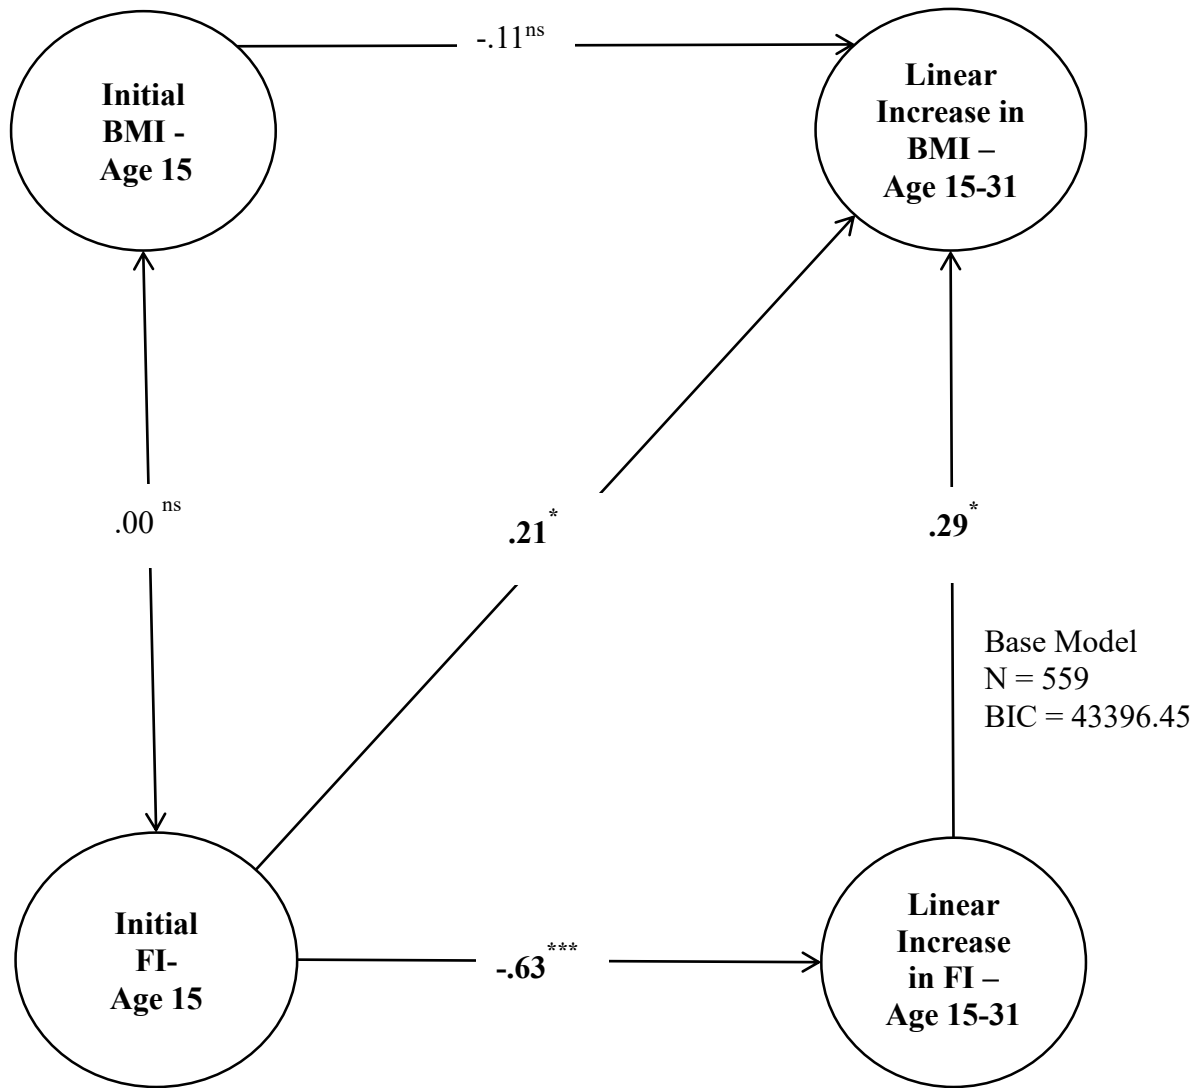 Initial
BMI -
Age 15
-.11ns
Linear
Increase in
BMI –
Age 15-31
.00 ns
.21*
.29*
Base Model
N = 559
BIC = 43396.45
Initial
FI-
Age 15
-.63***
Linear
Increase
in FI –
Age 15-31